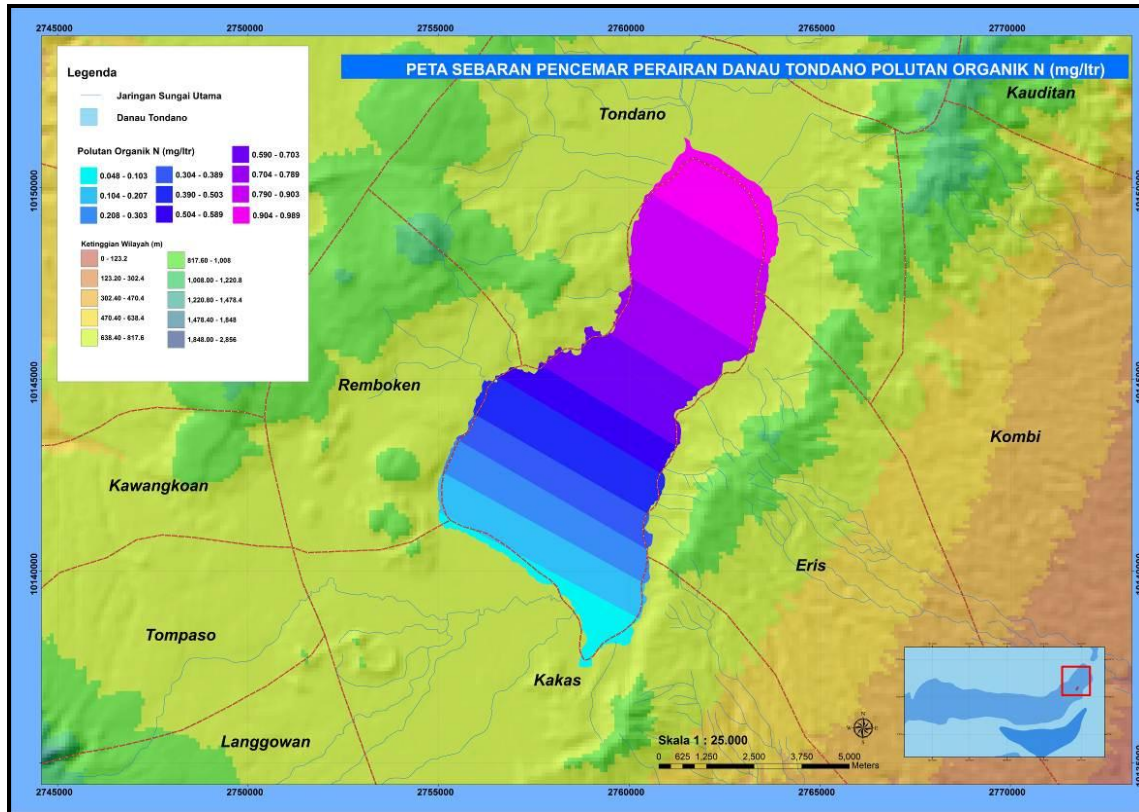 2745000 2750000 2755000 2760000 2765000 2770000
PETA SEBARAN PENCEMAR PERAIRAN DANAU TONDANO POLUTAN ORGANIK N (mg/ltr)
Legenda
Jaringan Sungai Utama
Danau Tondano
Polutan Organik N (mg/ltr)
0.048 - 0.103
0.104 - 0.207
0.208 - 0.303
0.304 - 0.389
0.390 - 0.503
0.504 - 0.589
0.590 - 0.703
0.704 - 0.789
0.790 - 0.903
0.904 - 0.989
Ketinggian Wilayah (m)
0 - 123.2
123.20 - 302.4
302.40 - 470.4
470.40 - 638.4
638.40 - 817.6
817.60 - 1,008
1,008.00 - 1,220.8
1,220.80 - 1,478.4
1,478.40 - 1,848
1,848.00 - 2,856
Kauditan
Tondano
10150000 10150000
Remboken
10145000 10145000
Kombi
Kawangkoan
10140000 10140000
Eris
Tompaso
Kakas
Langgowan
N
Skala 1 : 25.000
0 625 1.250 2,500 3,750 5,000
Meters
10135000
2745000 2750000 2755000 2760000 2765000 2770000